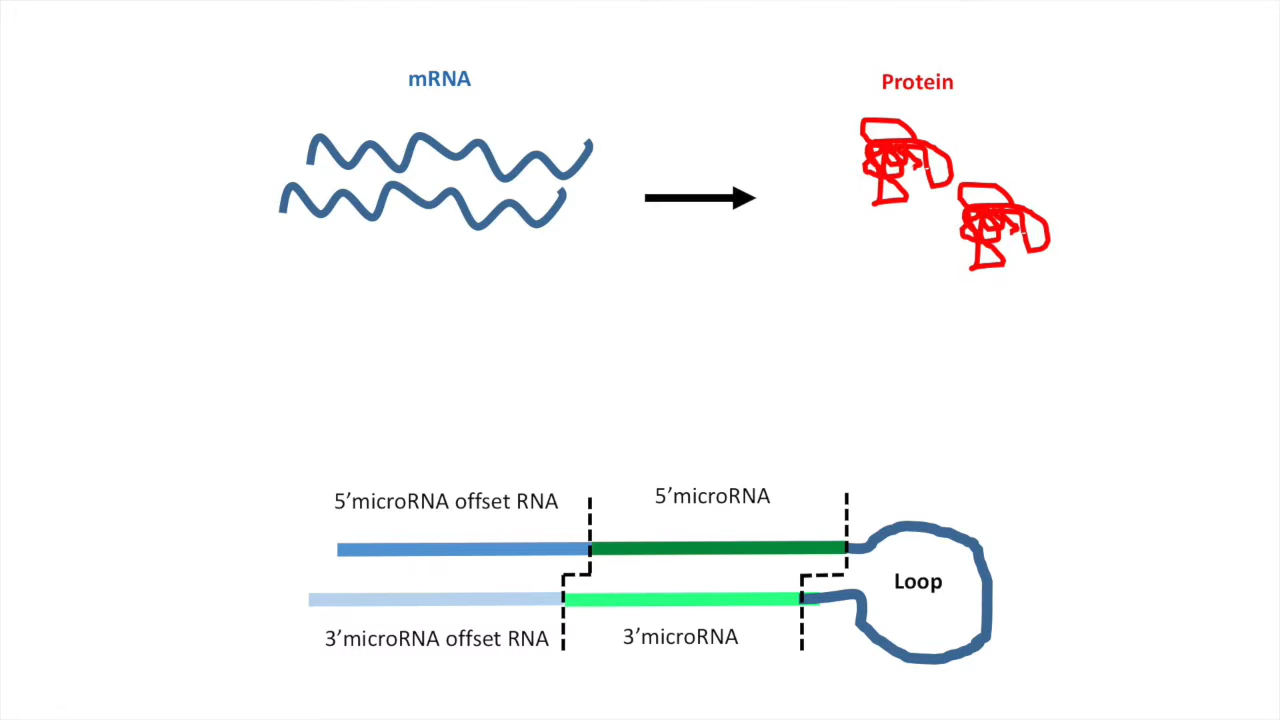 mRNA
Protein
5’microRNA offset RNA
5’microRNA
Loop
3’microRNA offset RNA
3’microRNA